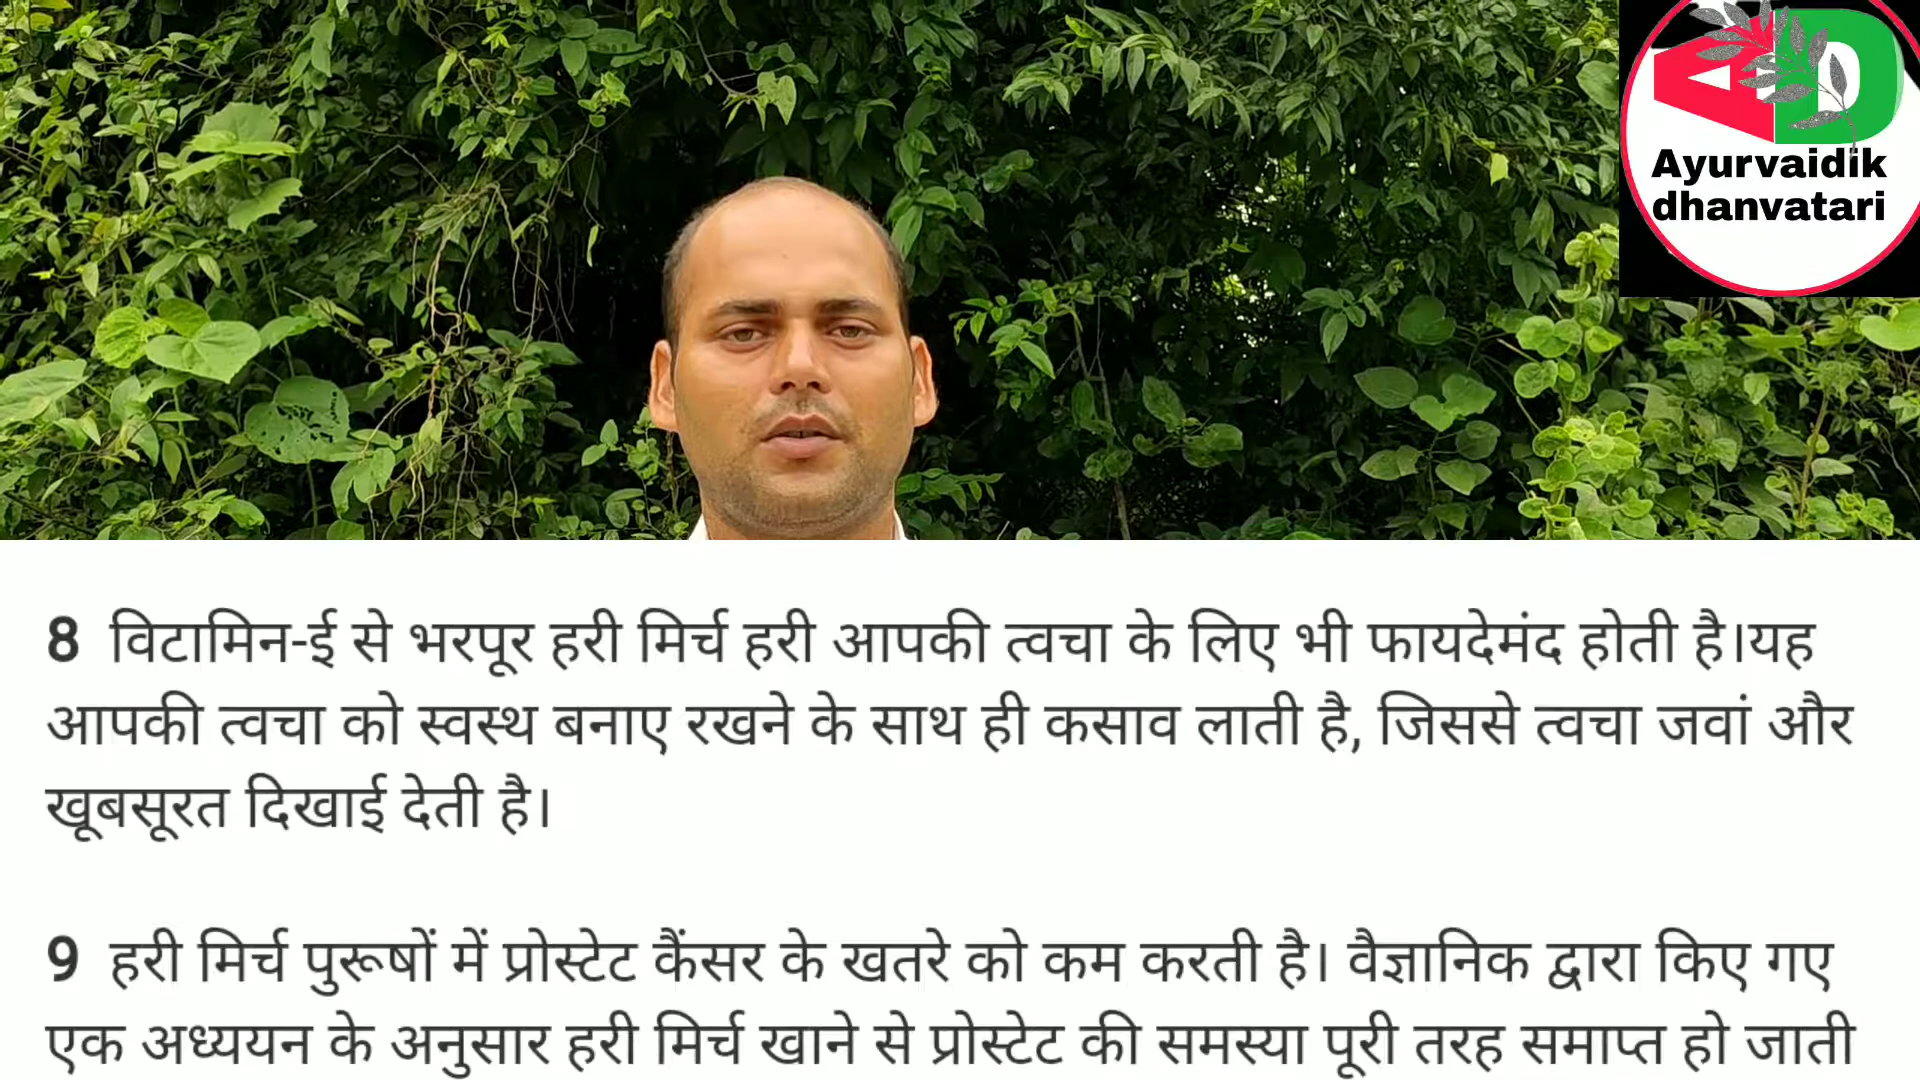 AD
Ayurvaidik
dhanvatari
8 विटामिन-ई से भरपूर हरी मिर्च हरी आपकी त्वचा के लिए भी फायदेमंद होती है।यह
आपकी त्वचा को स्वस्थ बनाए रखने के साथ ही कसाव लाती है, जिससे त्वचा जवां और
खूबसूरत दिखाई देती है।
9 हरी मिर्च पुरूषों में प्रोस्टेट कैंसर के खतरे को कम करती है। वैज्ञानिक द्वारा किए गए
एक अध्ययन के अनुसार हरी मिर्च खाने से प्रोस्टेट की समस्या पूरी तरह समाप्त हो जाती